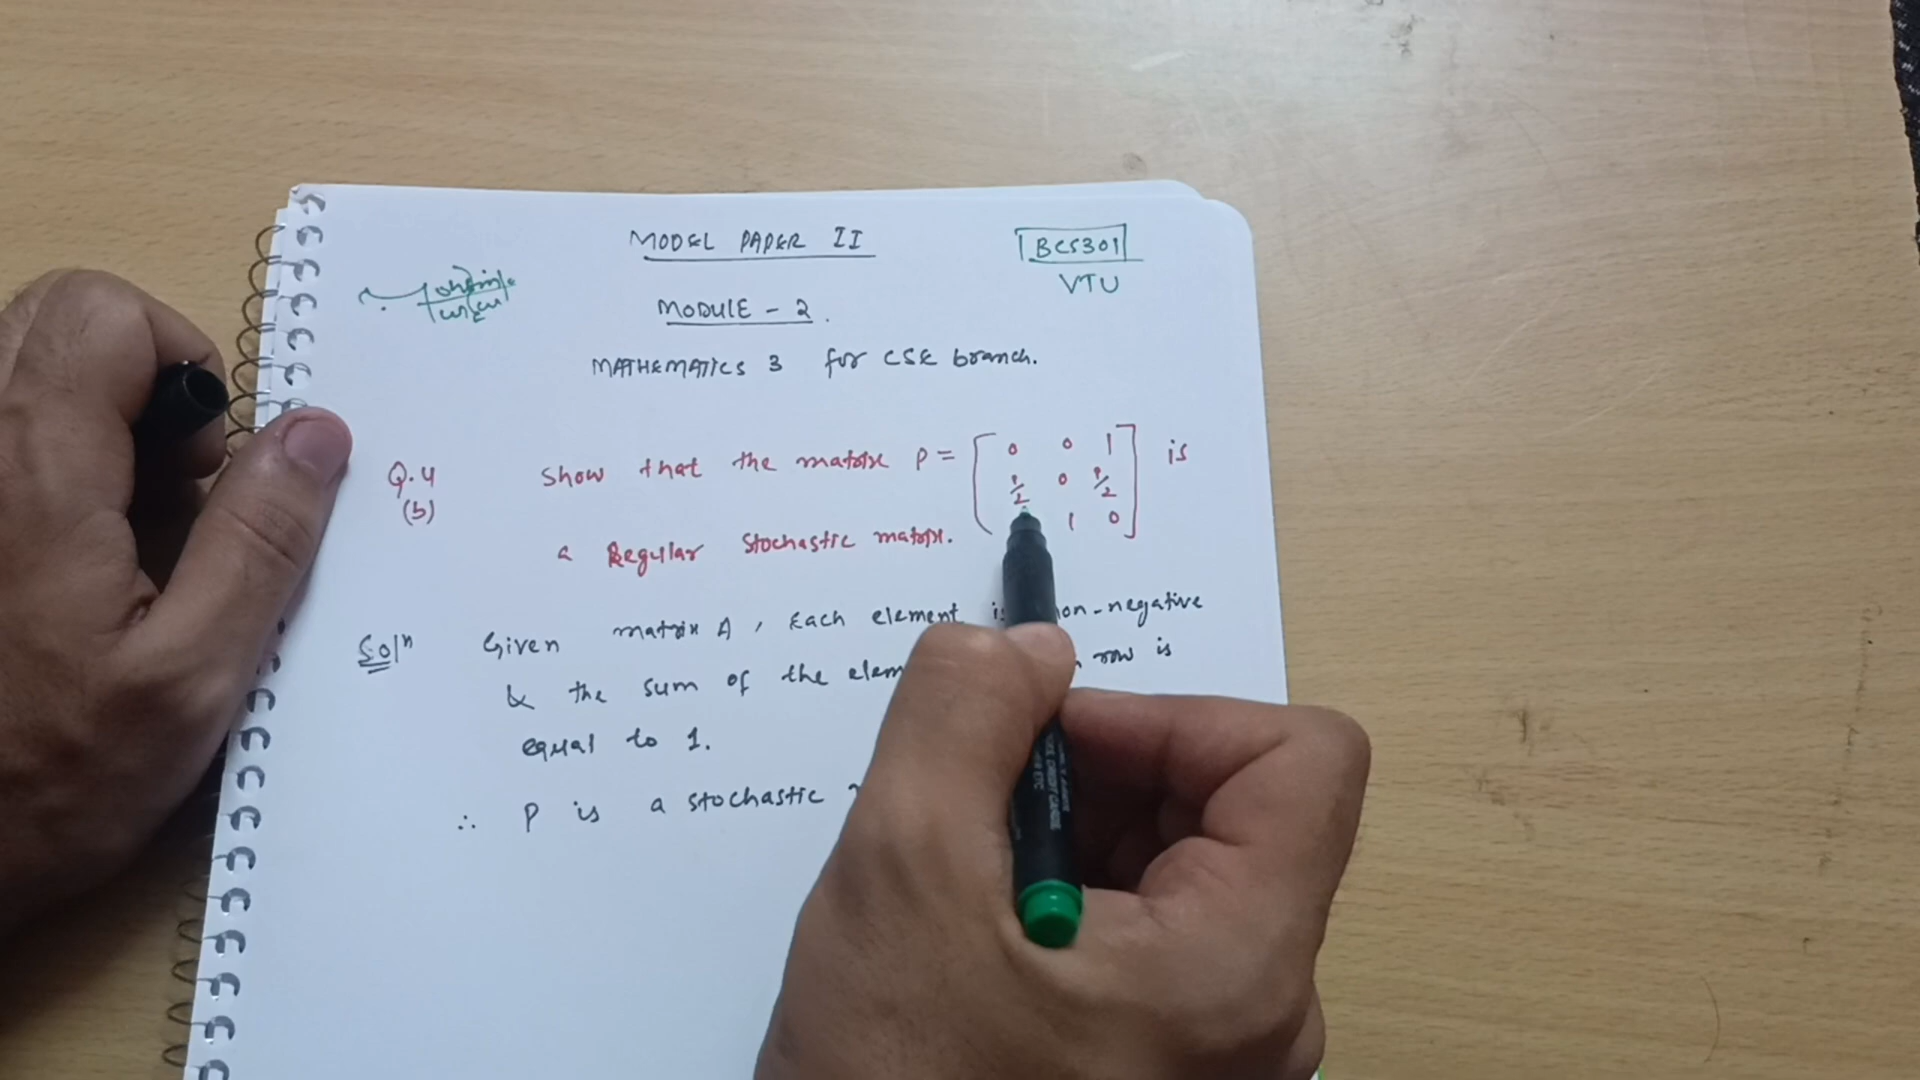 MODEL PAPER II
BCS301
VTU
MODULE - 2.
MATHEMATICS 3 for CSE branch.
Q.4 (b) Show that the matrix P = [ 0 0 1
1/2 0 1/2
1 0 ] is
a Regular Stochastic matrix.
Soln Given matrix A, Each element is non-negative
& the sum of the row is
equal to 1.
∴ P is a stochastic